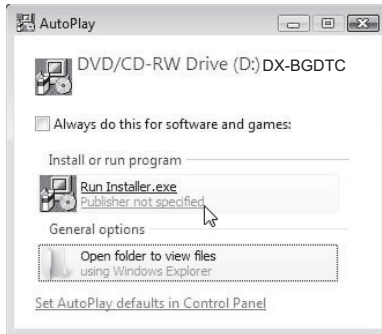 AutoPlay
DVD/CD-RW Drive (D:) DX-BGDTC
Always do this for software and games:
Install or run program
Run Installer.exe
Publisher not specified
General options
Open folder to view files
using Windows Explorer
Set AutoPlay defaults in Control Panel